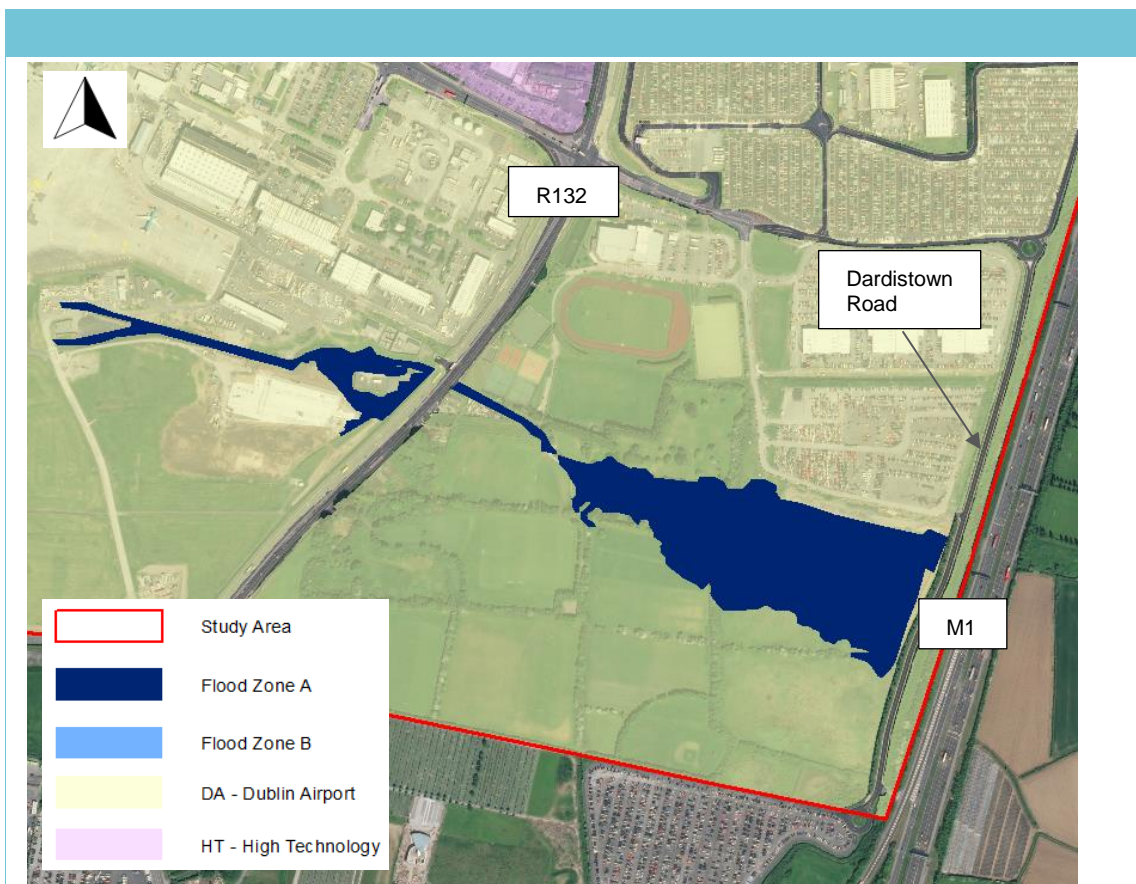 R132
Dardistown
Road
M1
Study Area
Flood Zone A
Flood Zone B
DA - Dublin Airport
HT - High Technology